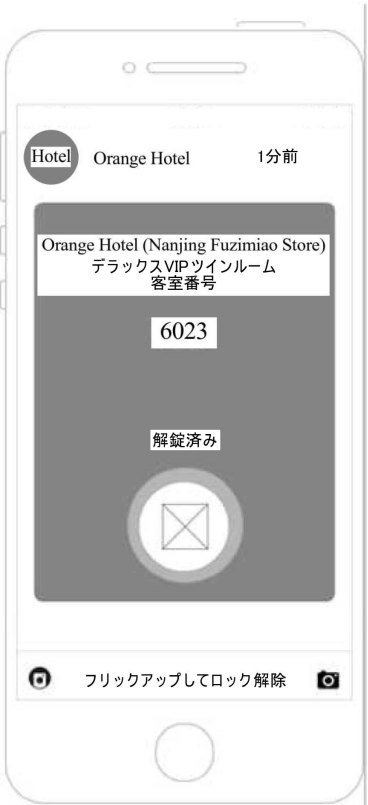 Hotel Orange Hotel 1分前
Orange Hotel (Nanjing Fuzimiao Store)
デラックスVIPツインルーム
客室番号
6023
解錠済み
フリックアップしてロック解除